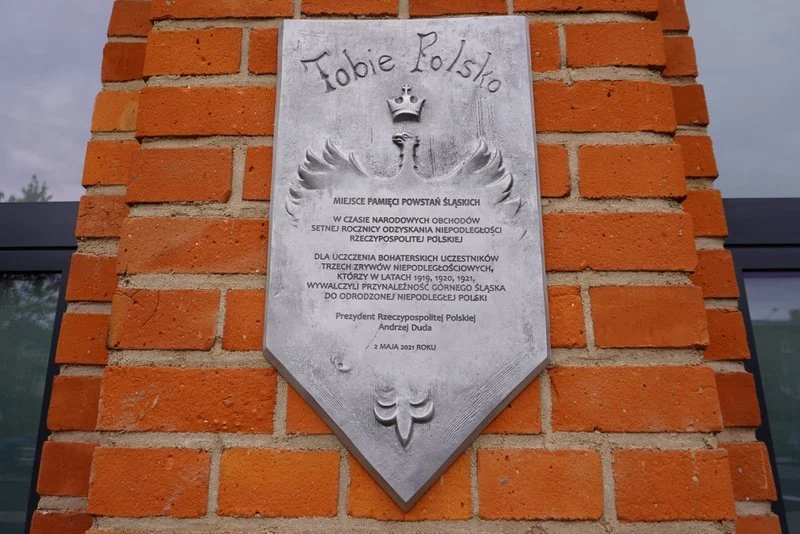 Tobie Polsko
MIEJSCE PAMIĘCI POWSTAŃ ŚLĄSKICH
W CZASIE NARODOWYCH OBCHODÓW
SETNEJ ROCZNICY ODZYSKANIA NIEPODLEGŁOŚCI
RZECZYPOSPOLITEJ POLSKIEJ
DLA UCZCZENIA BOHATERSKICH UCZESTNIKÓW
TRZECH ZRYWÓW NIEPODLEGŁOŚCIOWYCH,
KTÓRZY W LATACH 1919, 1920, 1921,
WYWALCZYLI PRZYNALEŻNOŚĆ GÓRNEGO ŚLĄSKA
DO ODRODZONEJ NIEPODLEGŁEJ POLSKI
Prezydent Rzeczypospolitej Polskiej
Andrzej Duda
2 MAJA 2021 ROKU